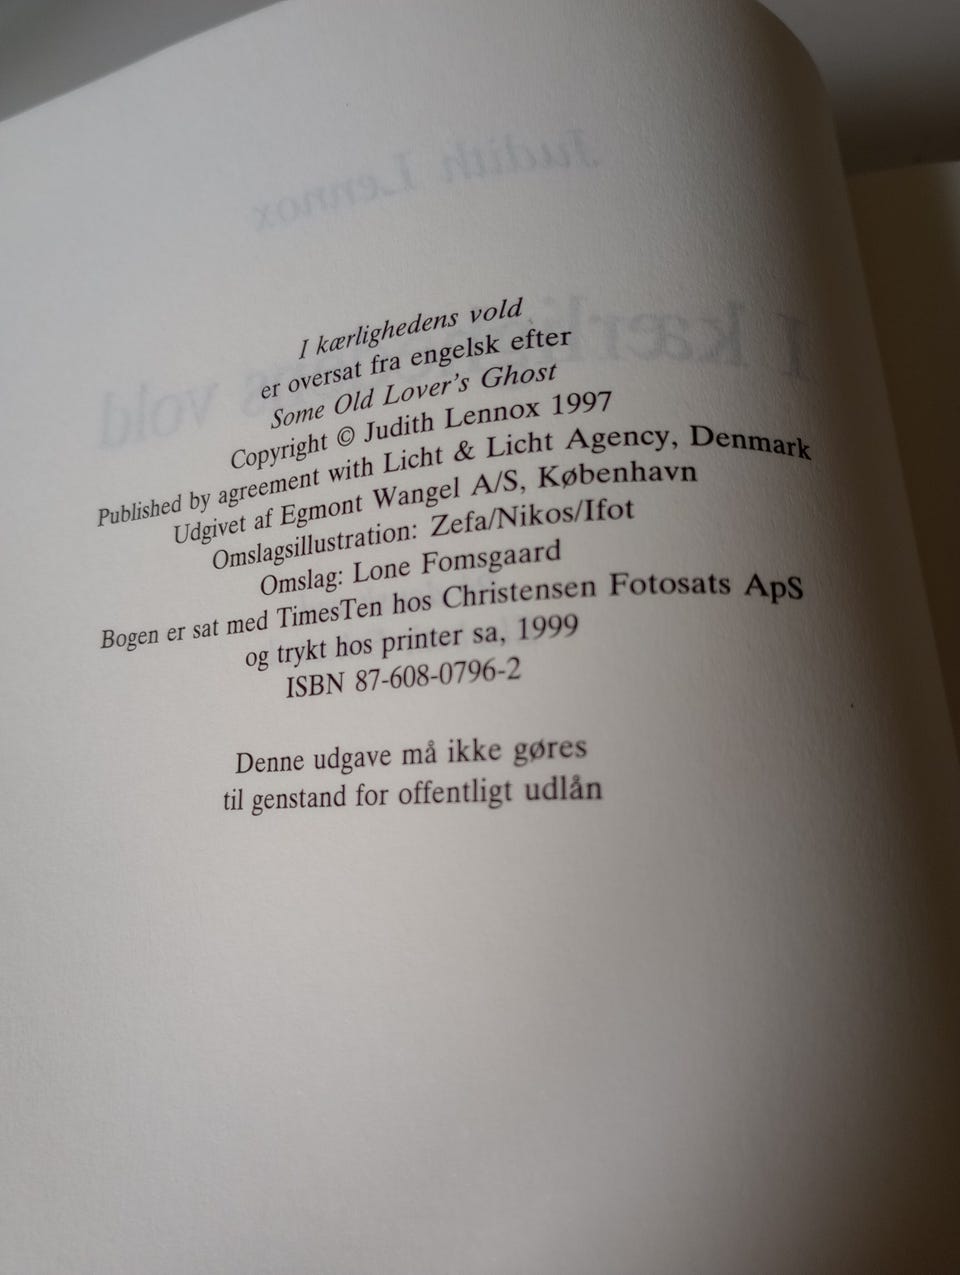 I kærlighedens vold
er oversat fra engelsk efter
Some Old Lover's Ghost
Copyright © Judith Lennox 1997
Published by agreement with Licht & Licht Agency, Denmark
Udgivet af Egmont Wangel A/S, København
Omslagsillustration: Zefa/Nikos/Ifot
Omslag: Lone Fomsgaard
Bogen er sat med TimesTen hos Christensen Fotosats ApS
og trykt hos printer sa, 1999
ISBN 87-608-0796-2
Denne udgave må ikke gøres
til genstand for offentligt udlån